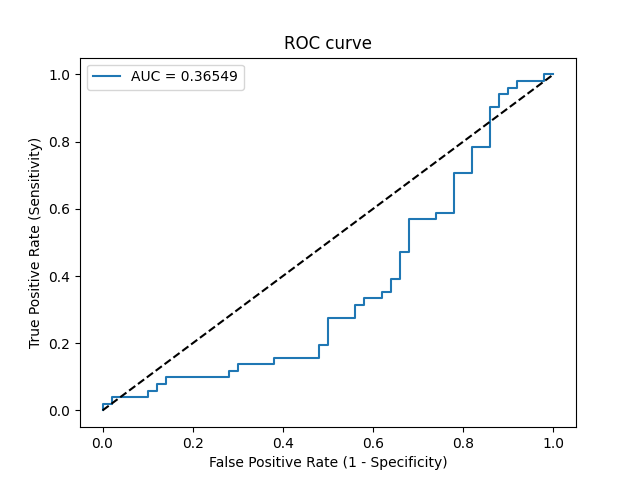 ROC curve
AUC = 0.36549
True Positive Rate (Sensitivity)
1.0
0.8
0.6
0.4
0.2
0.0
0.0 0.2 0.4 0.6 0.8 1.0
False Positive Rate (1 - Specificity)